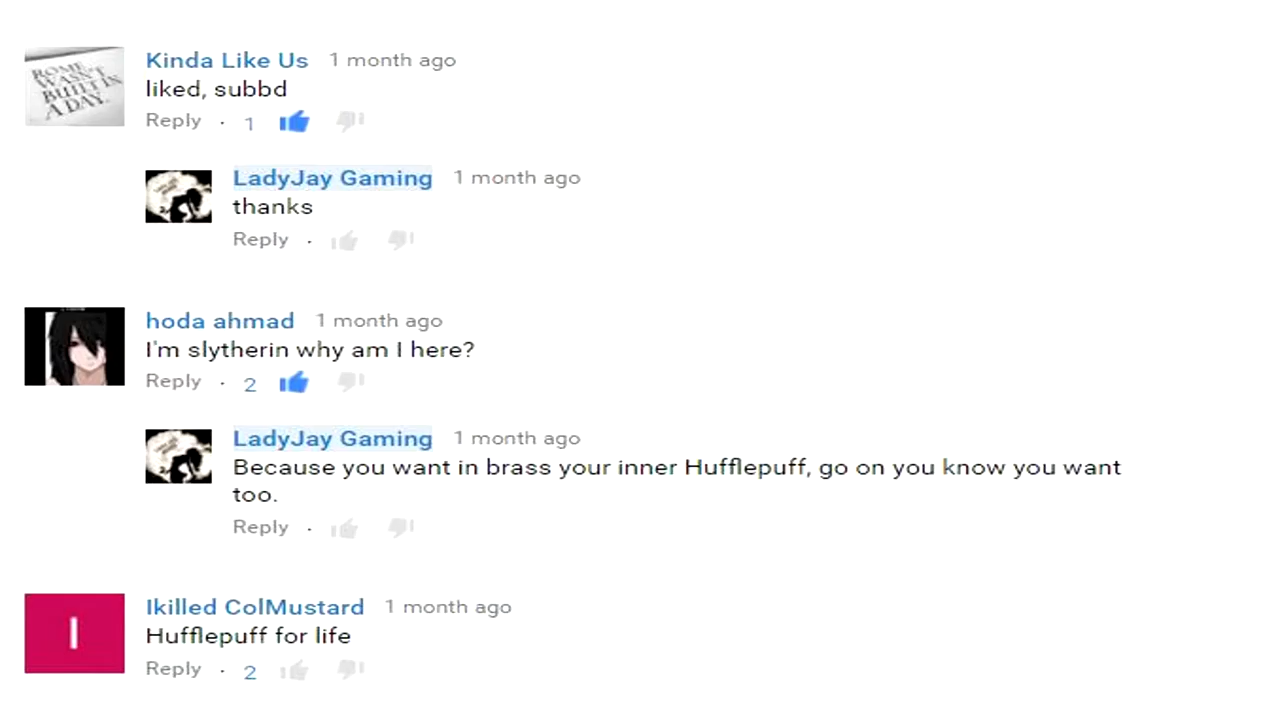 ROME
WASN'T
BUILT IN
A DAY.
Kinda Like Us 1 month ago
liked, subbd
Reply · 1
LadyJay Gaming 1 month ago
thanks
Reply ·
hoda ahmad 1 month ago
I'm slytherin why am I here?
Reply · 2
LadyJay Gaming 1 month ago
Because you want in brass your inner Hufflepuff, go on you know you want
too.
Reply ·
I
Ikilled ColMustard 1 month ago
Hufflepuff for life
Reply · 2